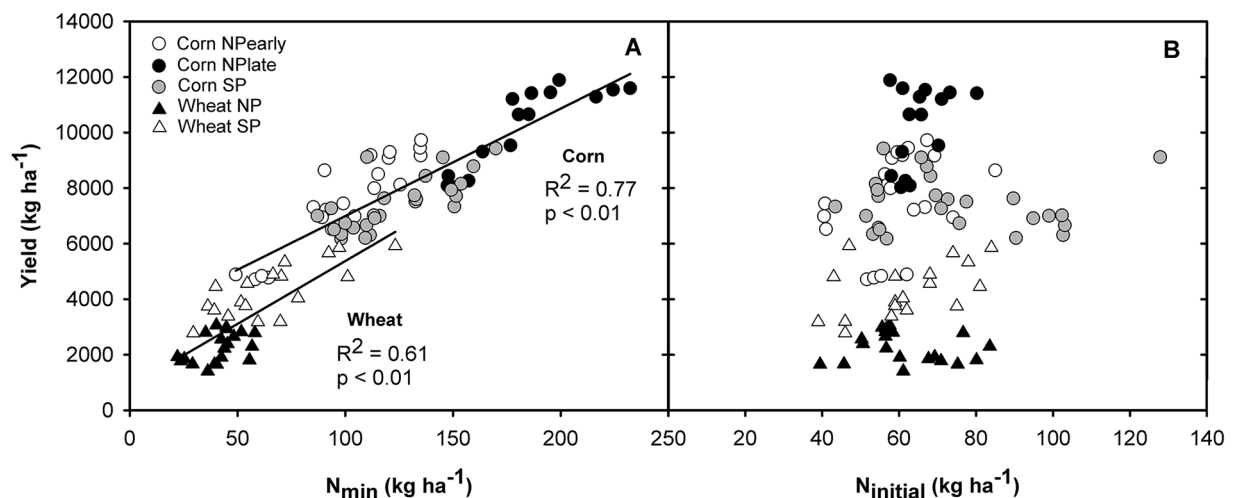 14000
12000
10000
8000
6000
4000
2000
0
Yield (kg ha-1)
Corn NPearly
Corn NPlate
Corn SP
Wheat NP
Wheat SP
A
Corn
R2 = 0.77
p < 0.01
Wheat
R2 = 0.61
p < 0.01
B
0 50 100 150 200 250 20 40 60 80 100 120 140
Nmin (kg ha-1)
Ninitial (kg ha-1)